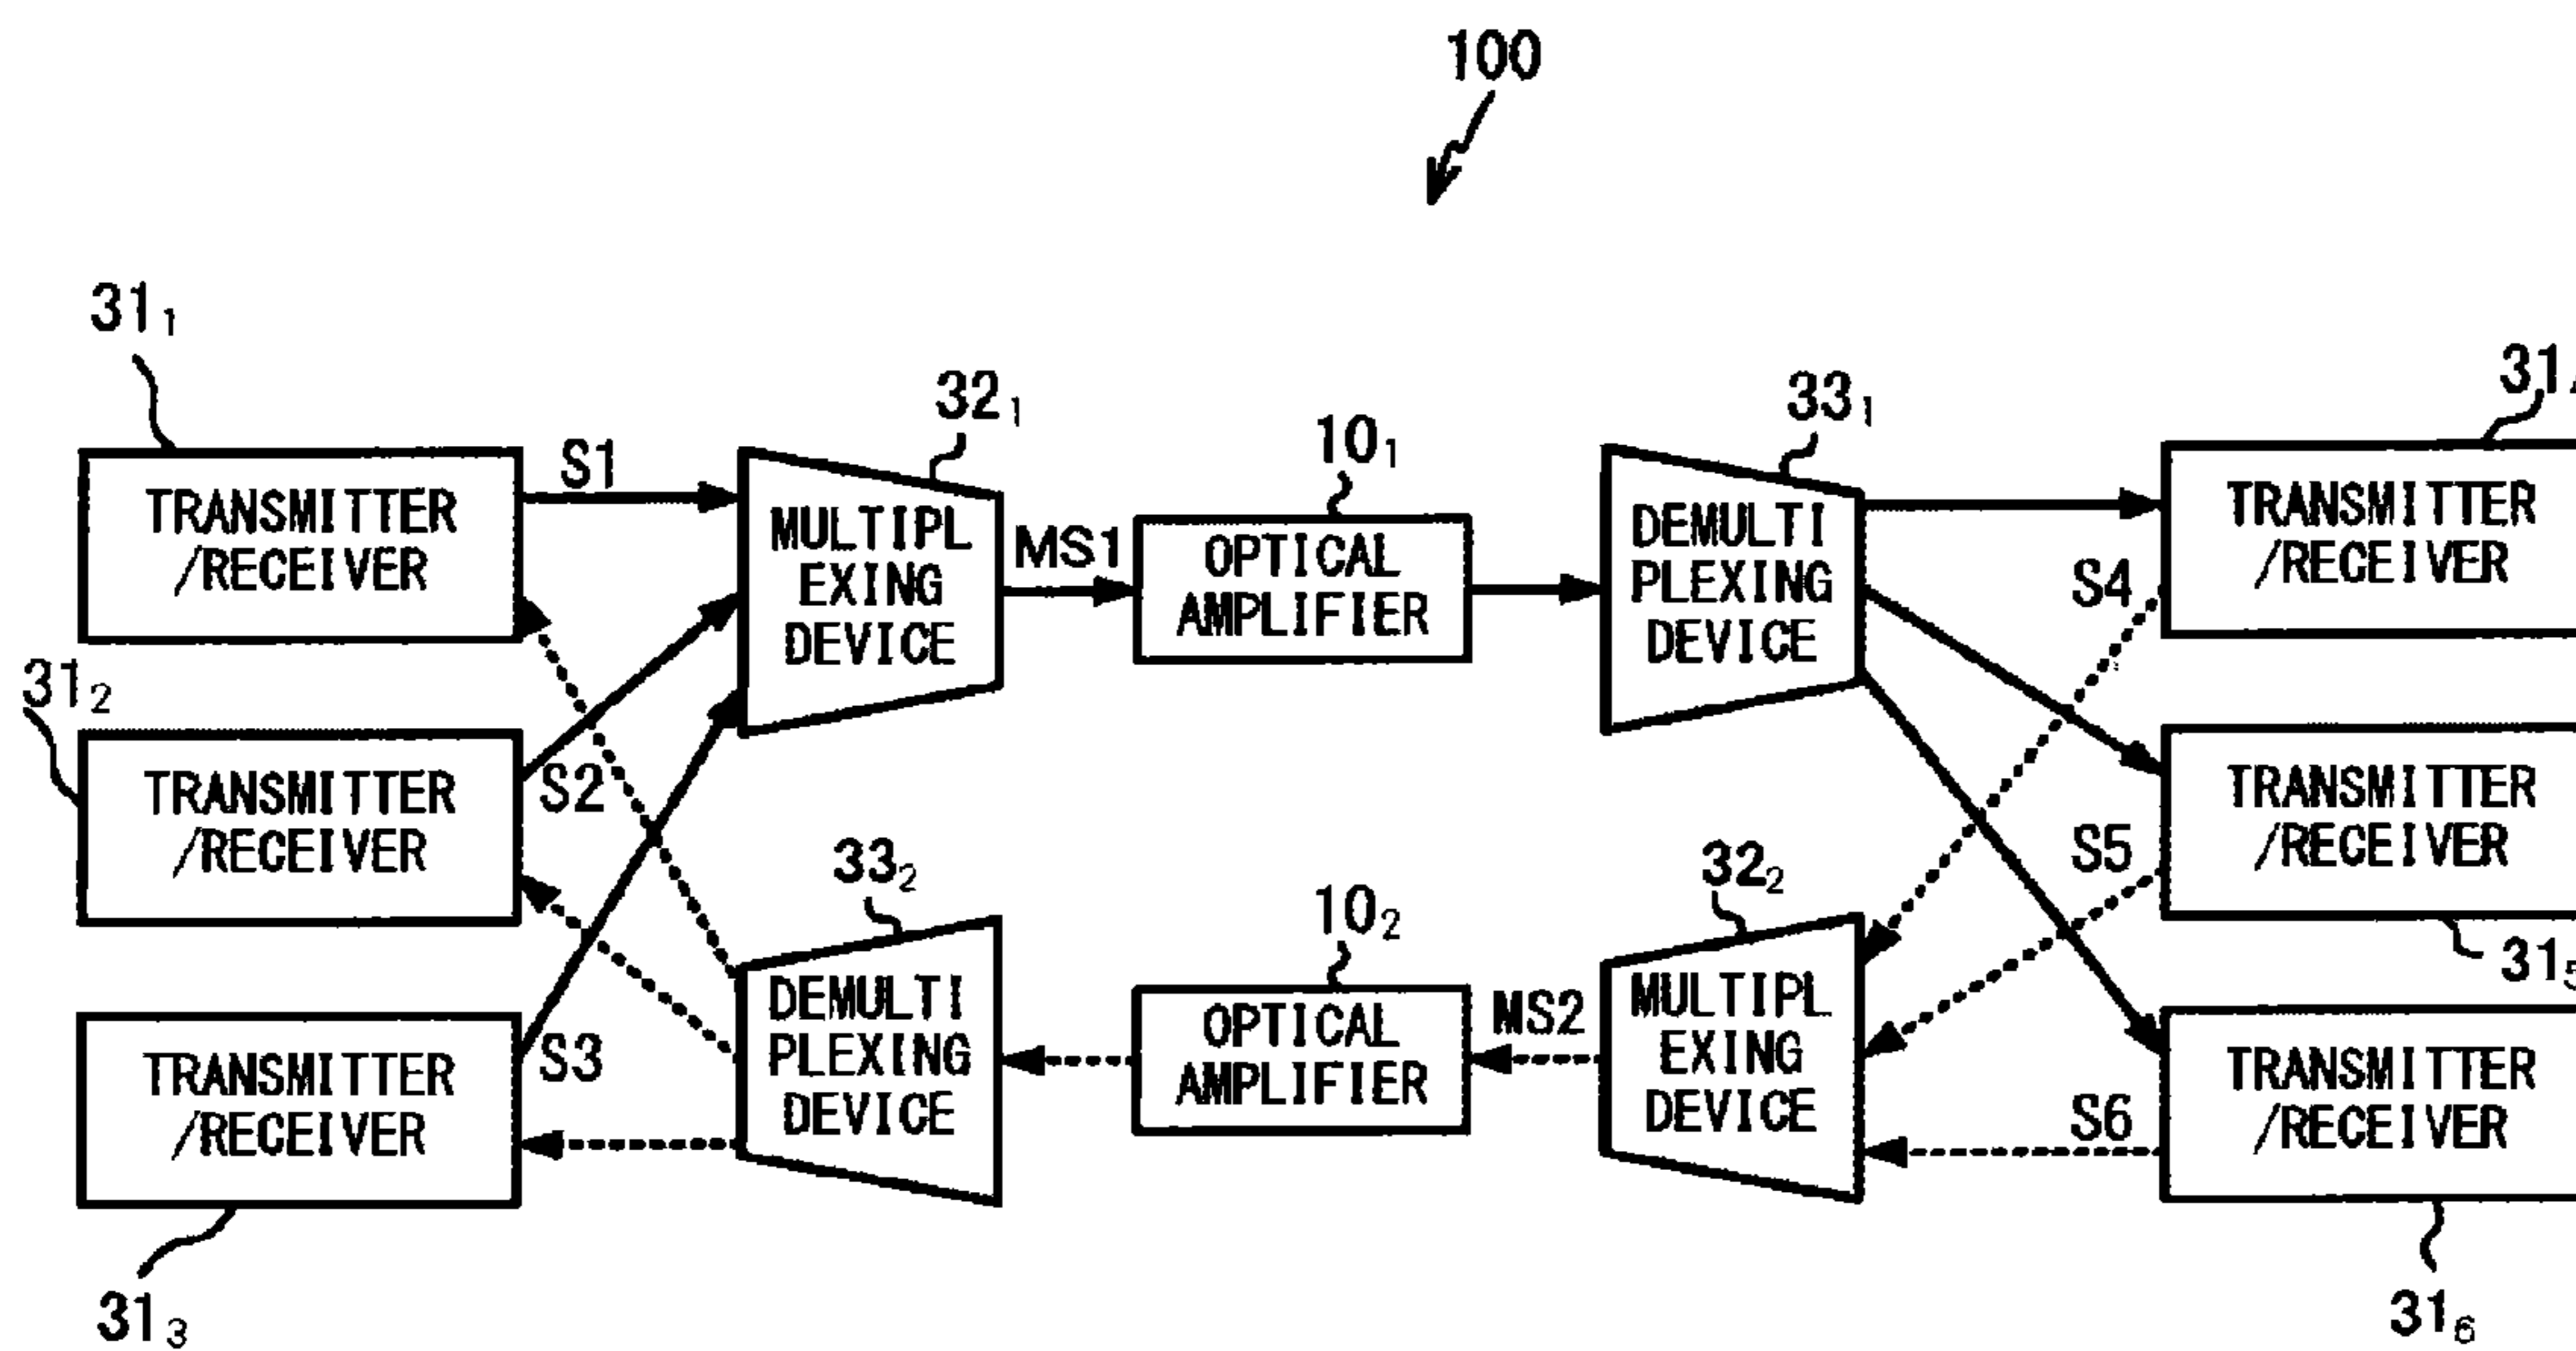 100
31₁
TRANSMITTER
/RECEIVER
S1
32₁
MULTIPL
EXING
DEVICE
MS1
10₁
OPTICAL
AMPLIFIER
33₁
DEMULTI
PLEXING
DEVICE
31
TRANSMITTER
/RECEIVER
S4
31₂
TRANSMITTER
/RECEIVER
S2
TRANSMITTER
/RECEIVER
S5
31₅
33₂
DEMULTI
PLEXING
DEVICE
10₂
OPTICAL
AMPLIFIER
MS2
32₂
MULTIPL
EXING
DEVICE
TRANSMITTER
/RECEIVER
S3
31₃
TRANSMITTER
/RECEIVER
S6
31₆